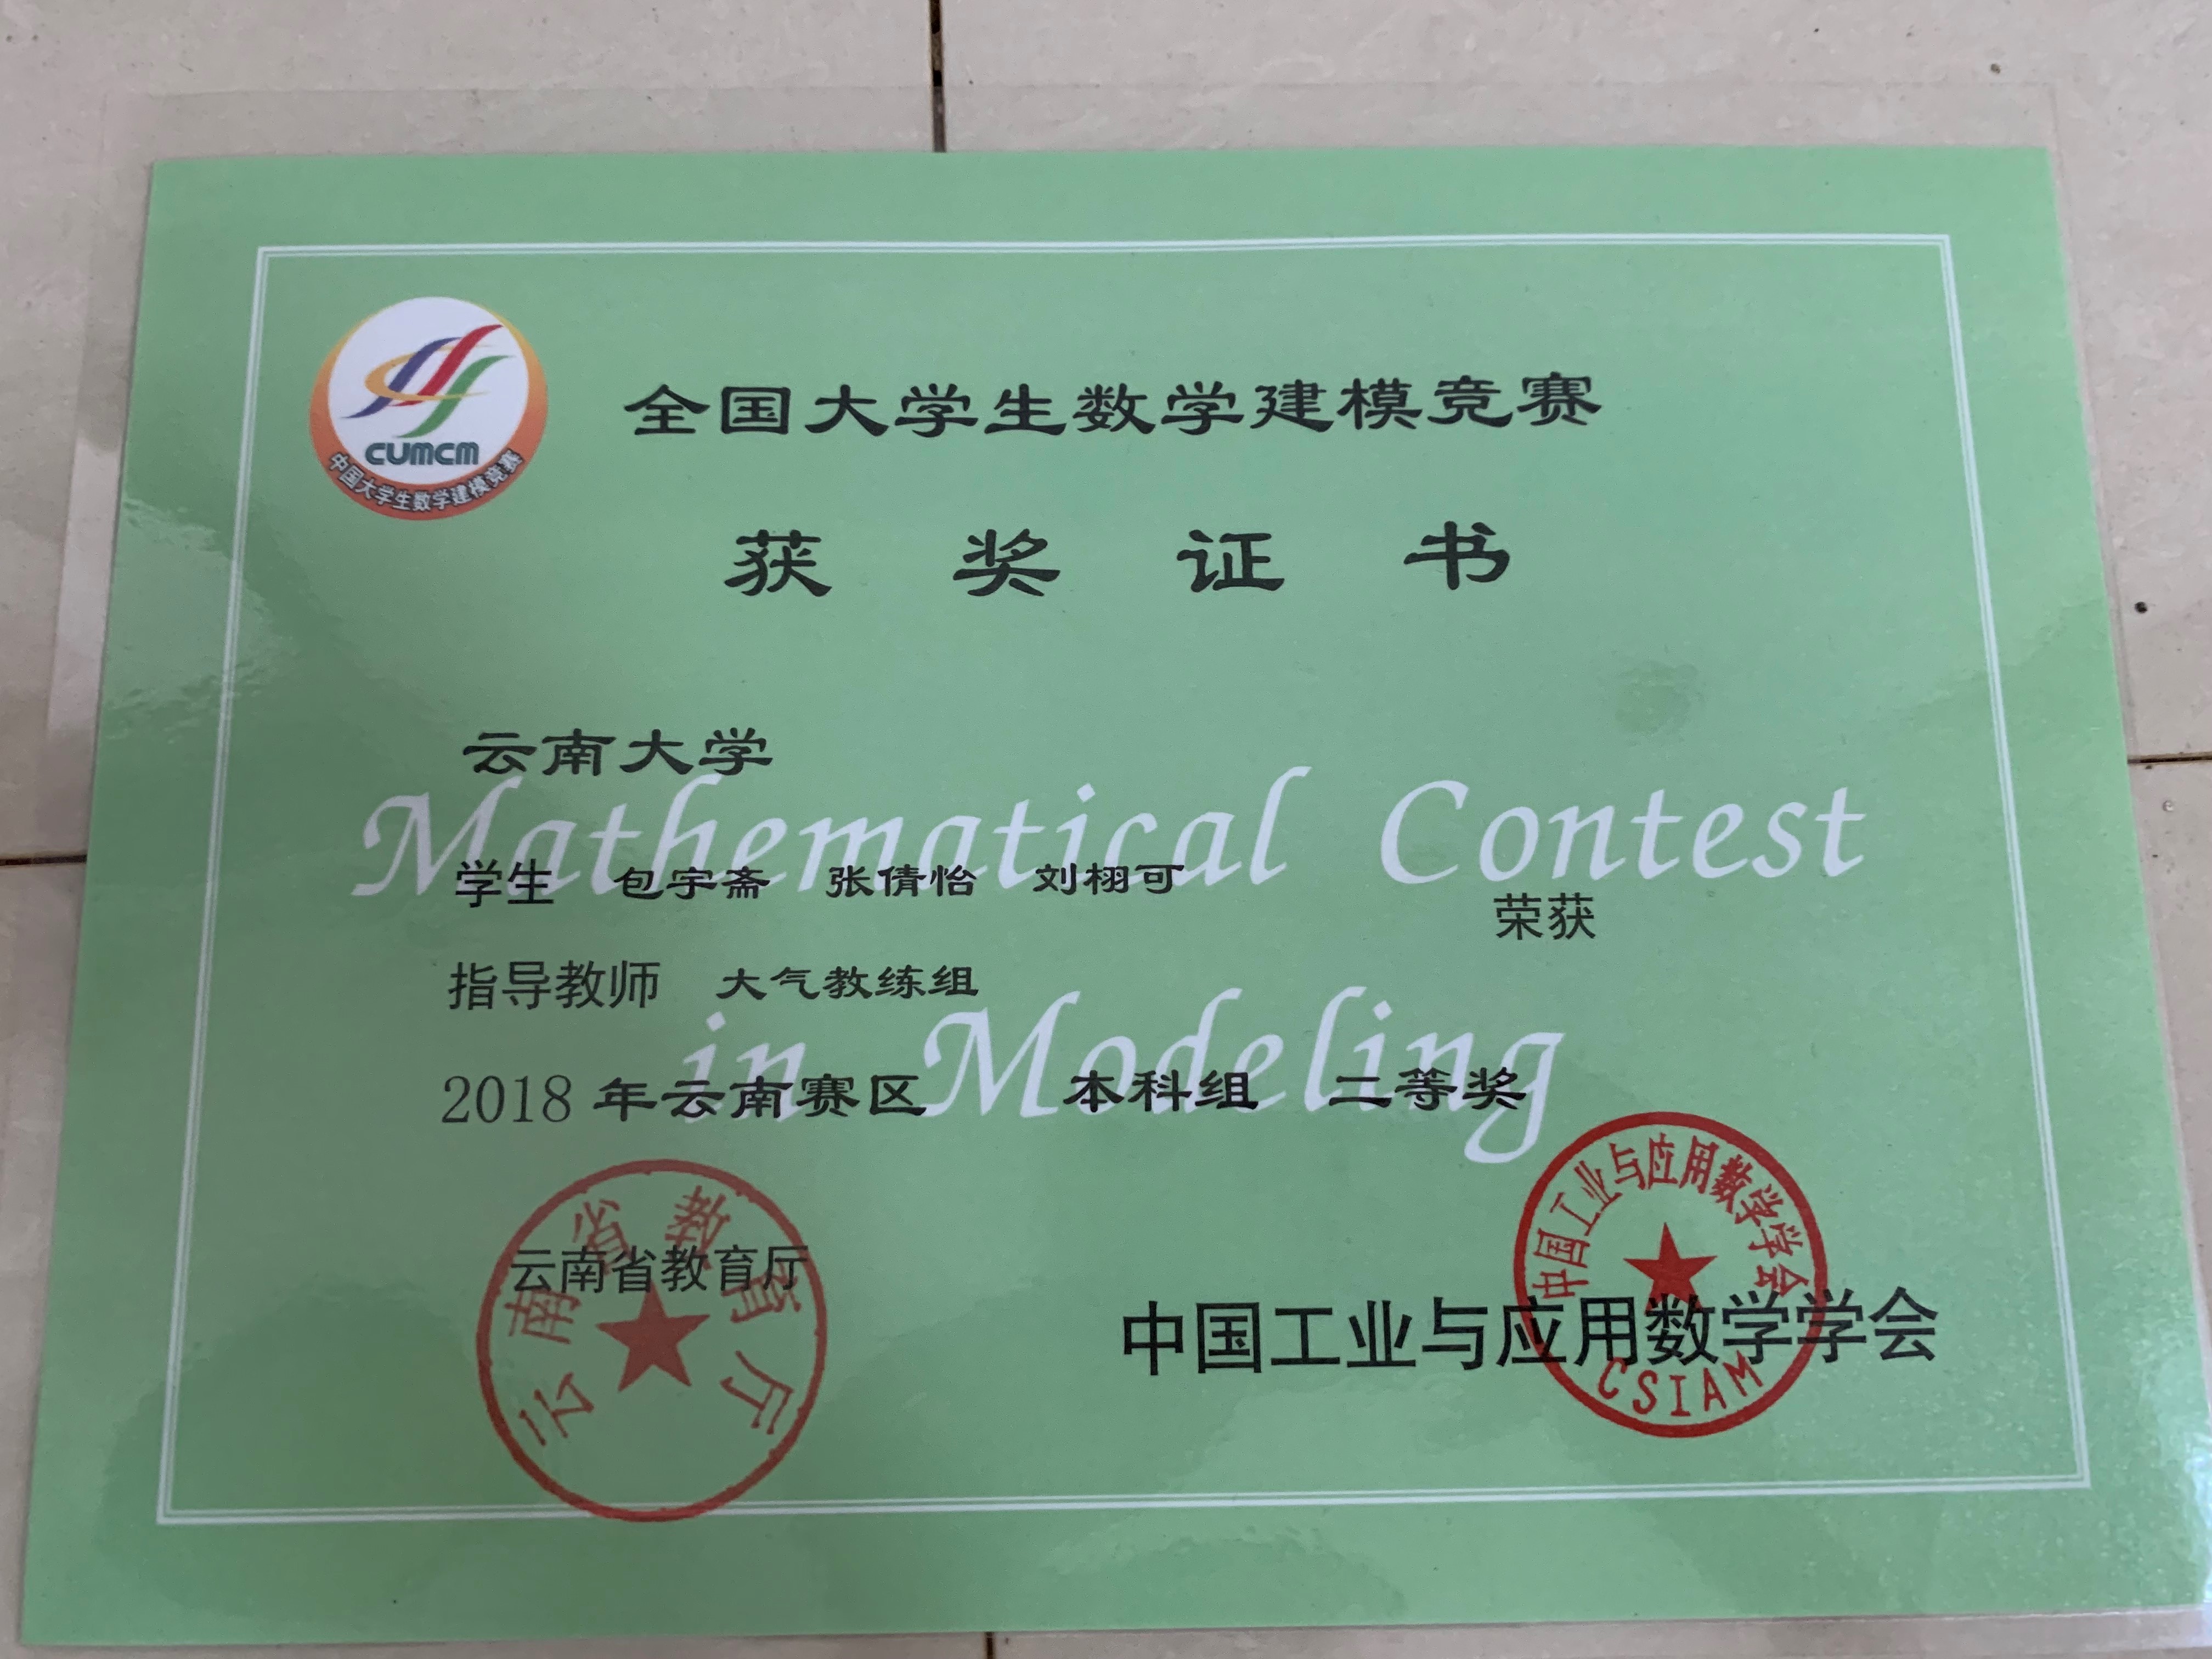 CUMCM
中国大学生数学建模竞赛
全国大学生数学建模竞赛
获奖证书
云南大学
Mathematical Contest
学生 包宇斋 张倩怡 刘栩可
荣获
指导教师 大气教练组
in Modeling
2018年云南赛区 本科组 二等奖
云南省教育厅
云南省教育厅
中国工业与应用数学学会
中国工业与应用数学学会
CSIAM